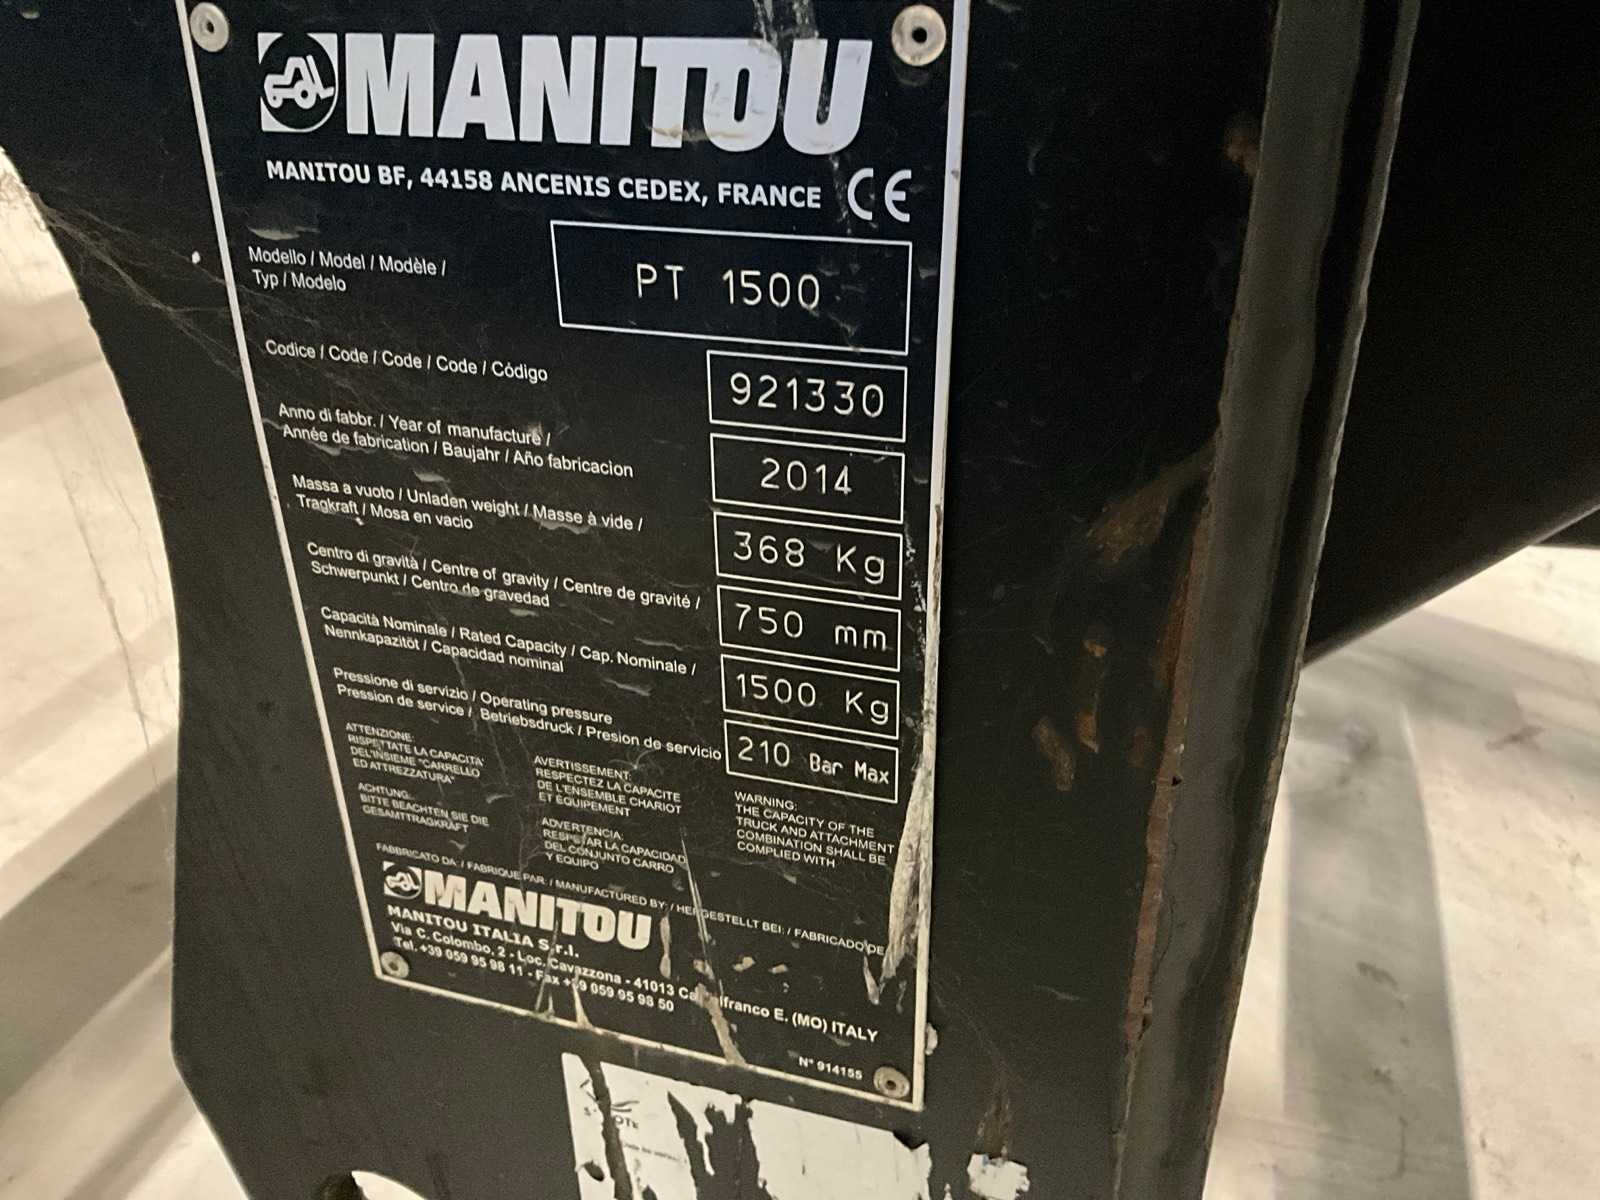 MANITOU
MANITOU BF, 44158 ANCENIS CEDEX, FRANCE CE
Modello / Model / Modèle /
Typ / Modelo
PT 1500
Codice / Code / Code / Code / Código
921330
Anno di fabbr. / Year of manufacture /
Année de fabrication / Baujahr / Año fabricacion
2014
Massa a vuoto / Unladen weight / Masse à vide /
Tragkraft / Mosa en vacio
368 Kg
Centro di gravità / Centre of gravity / Centre de gravité /
Schwerpunkt / Centro de gravedad
750 mm
Capacità Nominale / Rated Capacity / Cap. Nominale /
Nennkapazitöt / Capacidad nominal
1500 Kg
Pressione di servizio / Operating pressure
Pression de service / Betriebsdruck / Presion de servicio
210 Bar Max
ATTENZIONE:
RISPETTATE LA CAPACITA'
DEL'INSIEME "CARRELLO
ED ATTREZZATURA"
ACHTUNG:
BITTE BEACHTEN SIE DIE
GESAMTTRAGKRAFT
AVERTISSEMENT:
RESPECTEZ LA CAPACITE
DE L'ENSEMBLE CHARIOT
ET EQUIPEMENT
ADVERTENCIA:
RESPETAR LA CAPACIDAD
DEL CONJUNTO CARRO
Y EQUIPO
WARNING:
THE CAPACITY OF THE
TRUCK AND ATTACHMENT
COMBINATION SHALL BE
COMPLIED WITH
FABBRICATO DA: / FABRIQUE PAR: / MANUFACTURED BY: / HERGESTELLT BEI: / FABRICADO DE
MANITOU
MANITOU ITALIA S.r.l.
Via C. Colombo, 2 - Loc. Cavazzona - 41013 Castelfranco E. (MO) ITALY
Tel. +39 059 95 98 11 - Fax +39 059 95 98 50
N° 914155